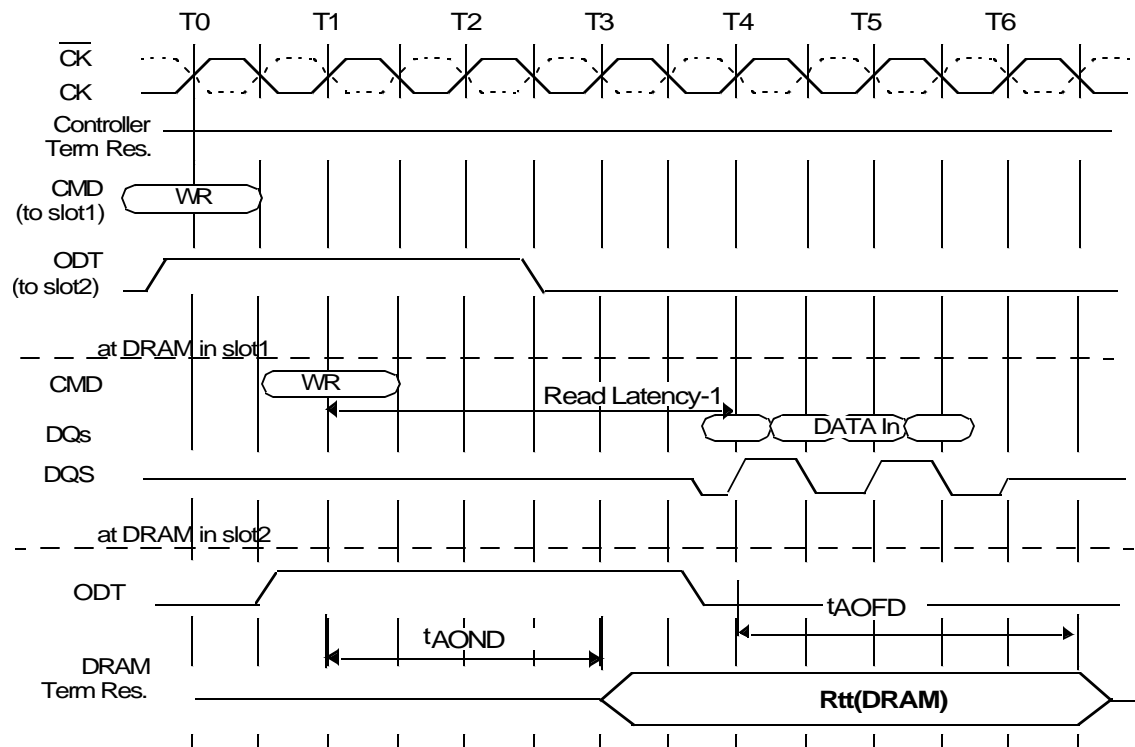 T0 T1 T2 T3 T4 T5 T6
CK
CK
Controller
Term Res.
CMD
(to slot1)
WR
ODT
(to slot2)
at DRAM in slot1
CMD
WR
Read Latency-1
DQs
DATA In
DQS
at DRAM in slot2
ODT
tAOFD
tAOND
DRAM
Term Res.
Rtt(DRAM)